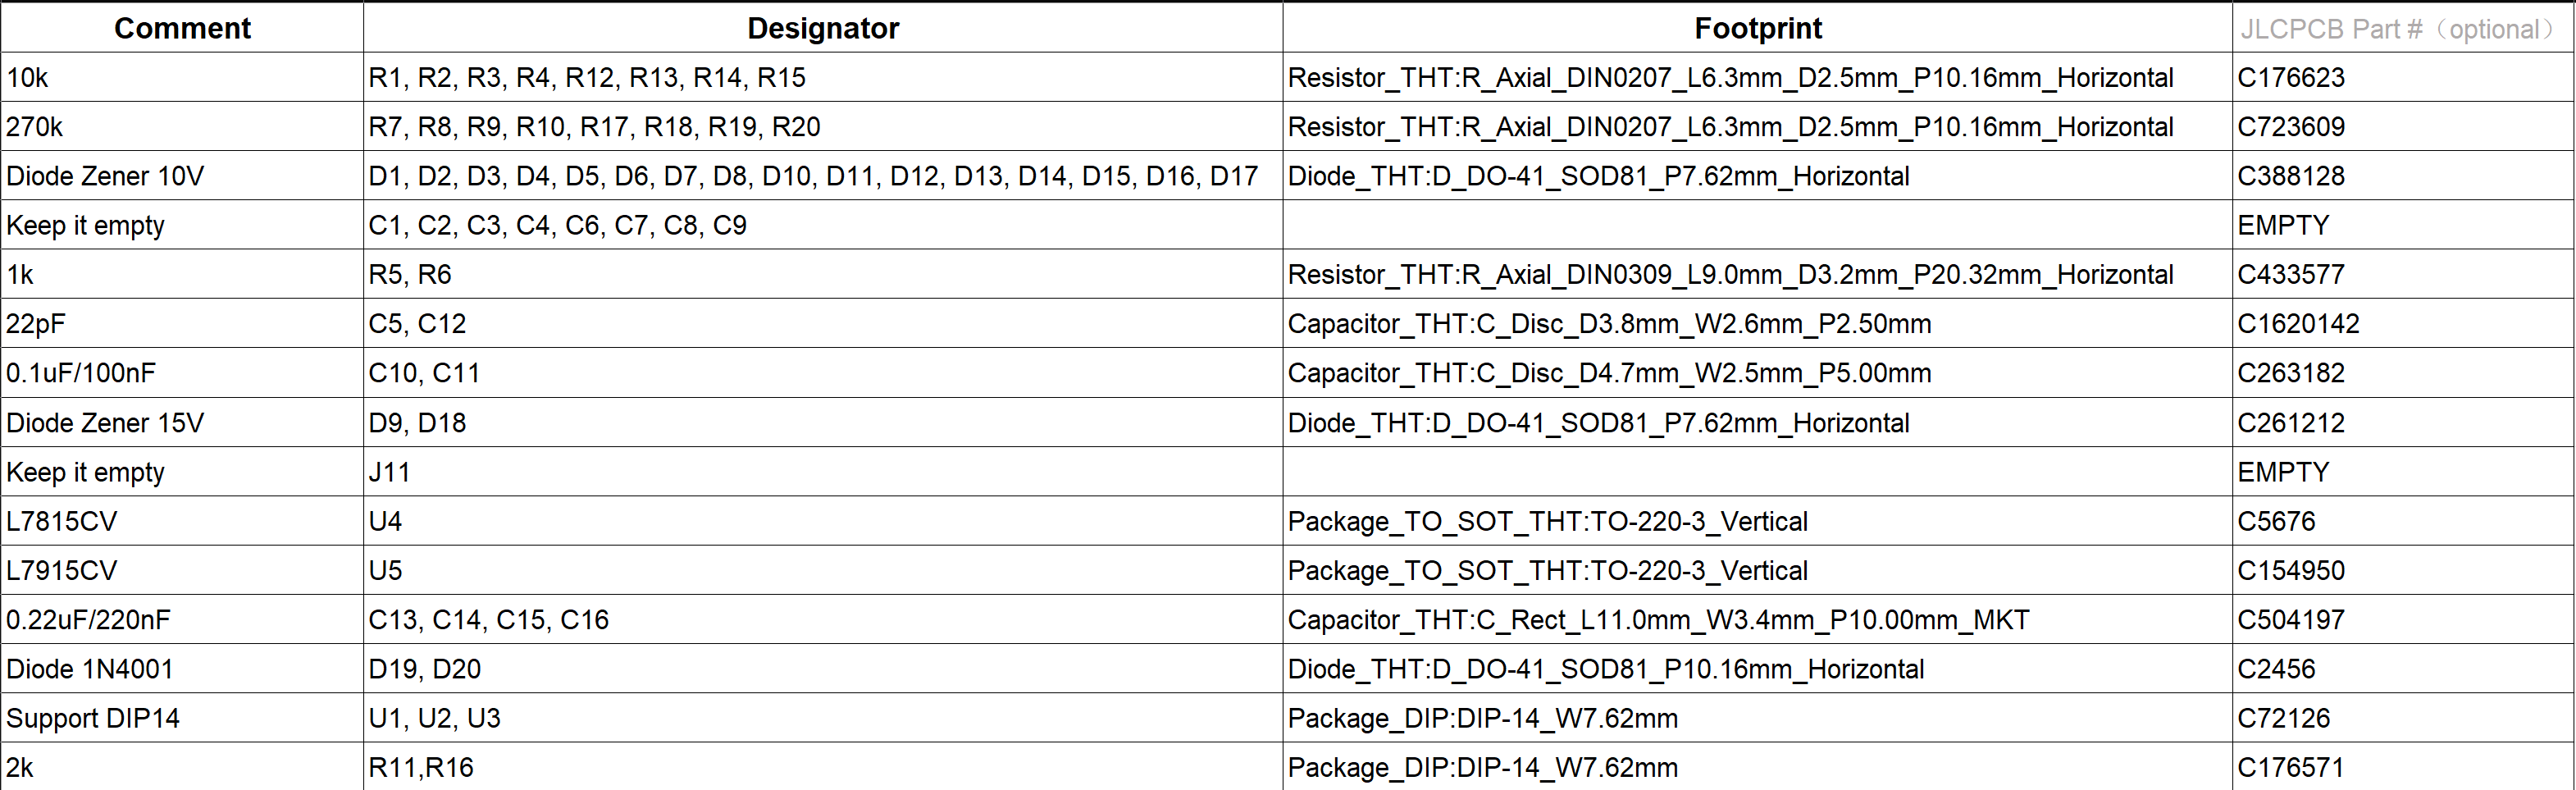 Comment Designator Footprint JLCPCB Part #（optional）
10k R1, R2, R3, R4, R12, R13, R14, R15 Resistor_THT:R_Axial_DIN0207_L6.3mm_D2.5mm_P10.16mm_Horizontal C176623
270k R7, R8, R9, R10, R17, R18, R19, R20 Resistor_THT:R_Axial_DIN0207_L6.3mm_D2.5mm_P10.16mm_Horizontal C723609
Diode Zener 10V D1, D2, D3, D4, D5, D6, D7, D8, D10, D11, D12, D13, D14, D15, D16, D17 Diode_THT:D_DO-41_SOD81_P7.62mm_Horizontal C388128
Keep it empty C1, C2, C3, C4, C6, C7, C8, C9 EMPTY
1k R5, R6 Resistor_THT:R_Axial_DIN0309_L9.0mm_D3.2mm_P20.32mm_Horizontal C433577
22pF C5, C12 Capacitor_THT:C_Disc_D3.8mm_W2.6mm_P2.50mm C1620142
0.1uF/100nF C10, C11 Capacitor_THT:C_Disc_D4.7mm_W2.5mm_P5.00mm C263182
Diode Zener 15V D9, D18 Diode_THT:D_DO-41_SOD81_P7.62mm_Horizontal C261212
Keep it empty J11 EMPTY
L7815CV U4 Package_TO_SOT_THT:TO-220-3_Vertical C5676
L7915CV U5 Package_TO_SOT_THT:TO-220-3_Vertical C154950
0.22uF/220nF C13, C14, C15, C16 Capacitor_THT:C_Rect_L11.0mm_W3.4mm_P10.00mm_MKT C504197
Diode 1N4001 D19, D20 Diode_THT:D_DO-41_SOD81_P10.16mm_Horizontal C2456
Support DIP14 U1, U2, U3 Package_DIP:DIP-14_W7.62mm C72126
2k R11,R16 Package_DIP:DIP-14_W7.62mm C176571